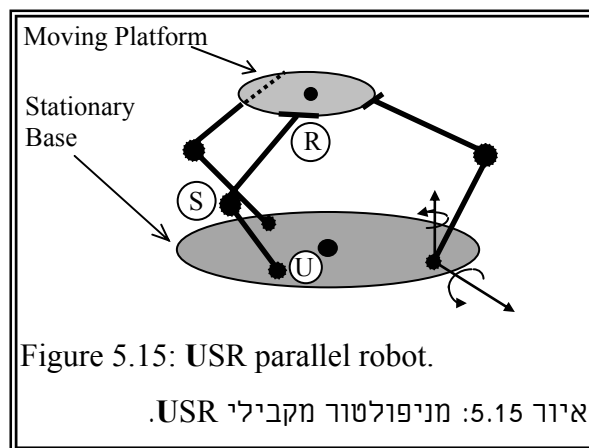 Moving Platform
Stationary
Base
R
S
U
Figure 5.15: USR parallel robot.
איור 5.15: מניפולטור מקבילי USR.